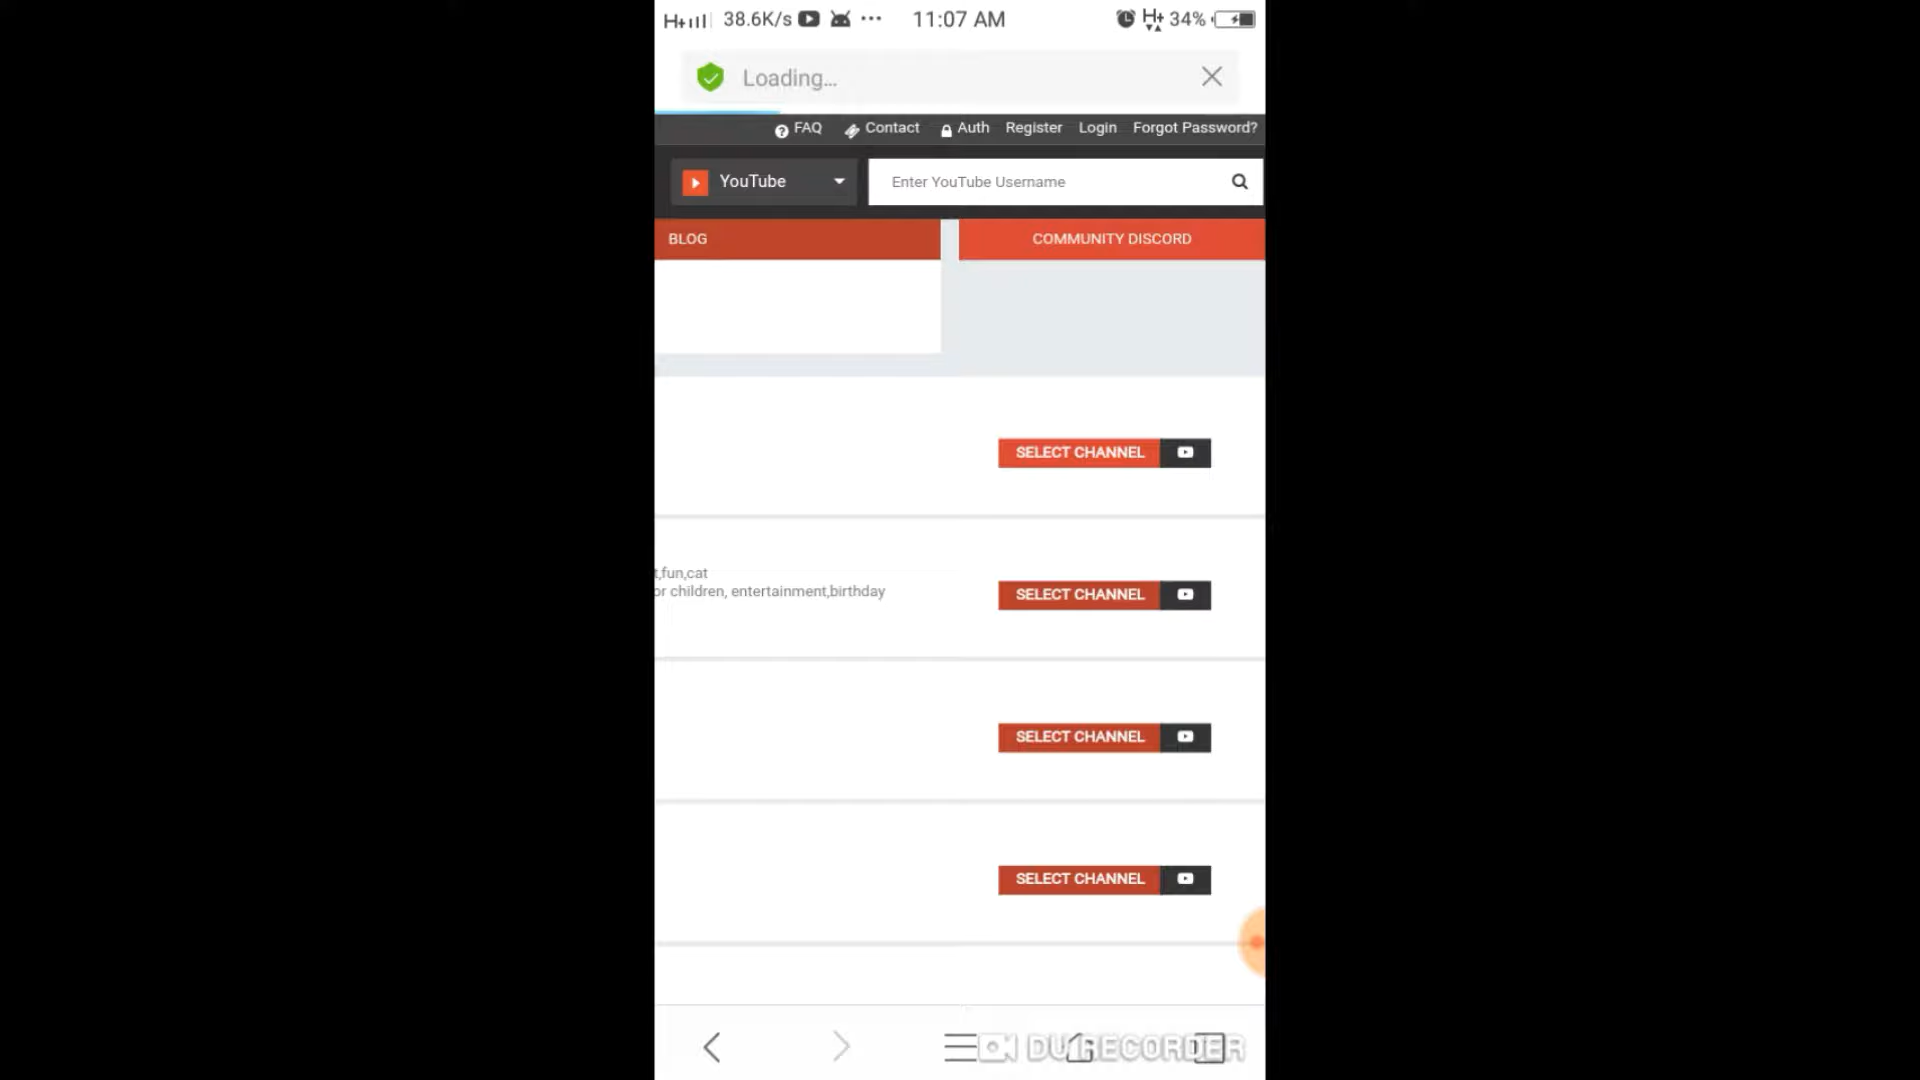 38.6K/s ... 11:07 AM H+ 34%
Loading...
FAQ Contact Auth Register Login Forgot Password?
YouTube Enter YouTube Username
BLOG COMMUNITY DISCORD
SELECT CHANNEL
t,fun,cat
or children, entertainment,birthday
SELECT CHANNEL
SELECT CHANNEL
SELECT CHANNEL
DU RECORDER